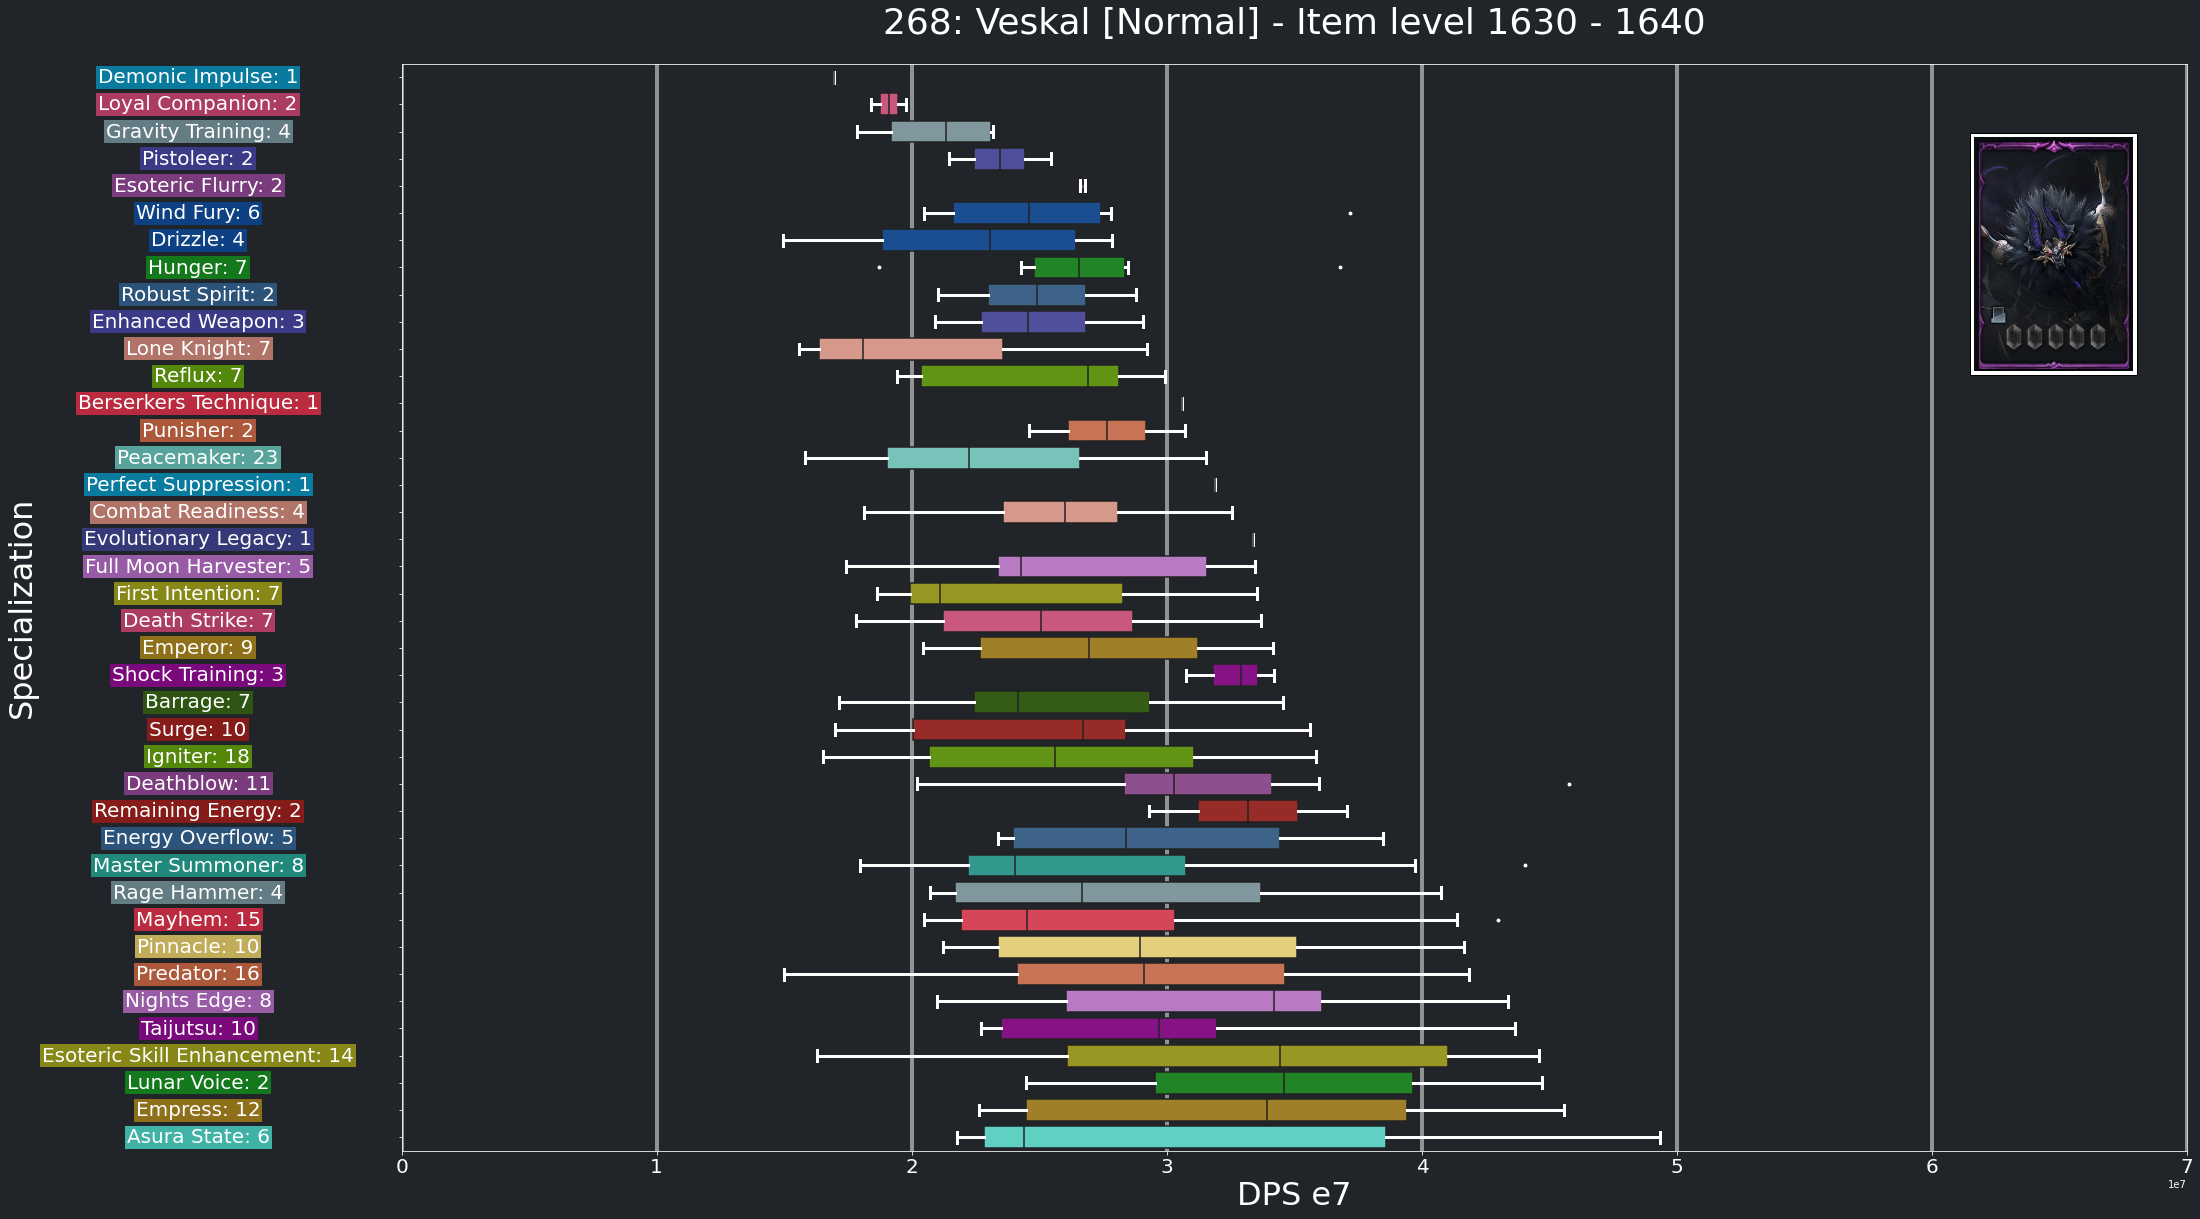 268: Veskal [Normal] - Item level 1630 - 1640
Demonic Impulse: 1
Loyal Companion: 2
Gravity Training: 4
Pistoleer: 2
Esoteric Flurry: 2
Wind Fury: 6
Drizzle: 4
Hunger: 7
Robust Spirit: 2
Enhanced Weapon: 3
Lone Knight: 7
Reflux: 7
Berserkers Technique: 1
Punisher: 2
Peacemaker: 23
Perfect Suppression: 1
Combat Readiness: 4
Evolutionary Legacy: 1
Full Moon Harvester: 5
First Intention: 7
Death Strike: 7
Emperor: 9
Shock Training: 3
Barrage: 7
Surge: 10
Igniter: 18
Deathblow: 11
Remaining Energy: 2
Energy Overflow: 5
Master Summoner: 8
Rage Hammer: 4
Mayhem: 15
Pinnacle: 10
Predator: 16
Nights Edge: 8
Taijutsu: 10
Esoteric Skill Enhancement: 14
Lunar Voice: 2
Empress: 12
Asura State: 6
Specialization
0 1 2 3 4 5 6 7
DPS e7
1e7